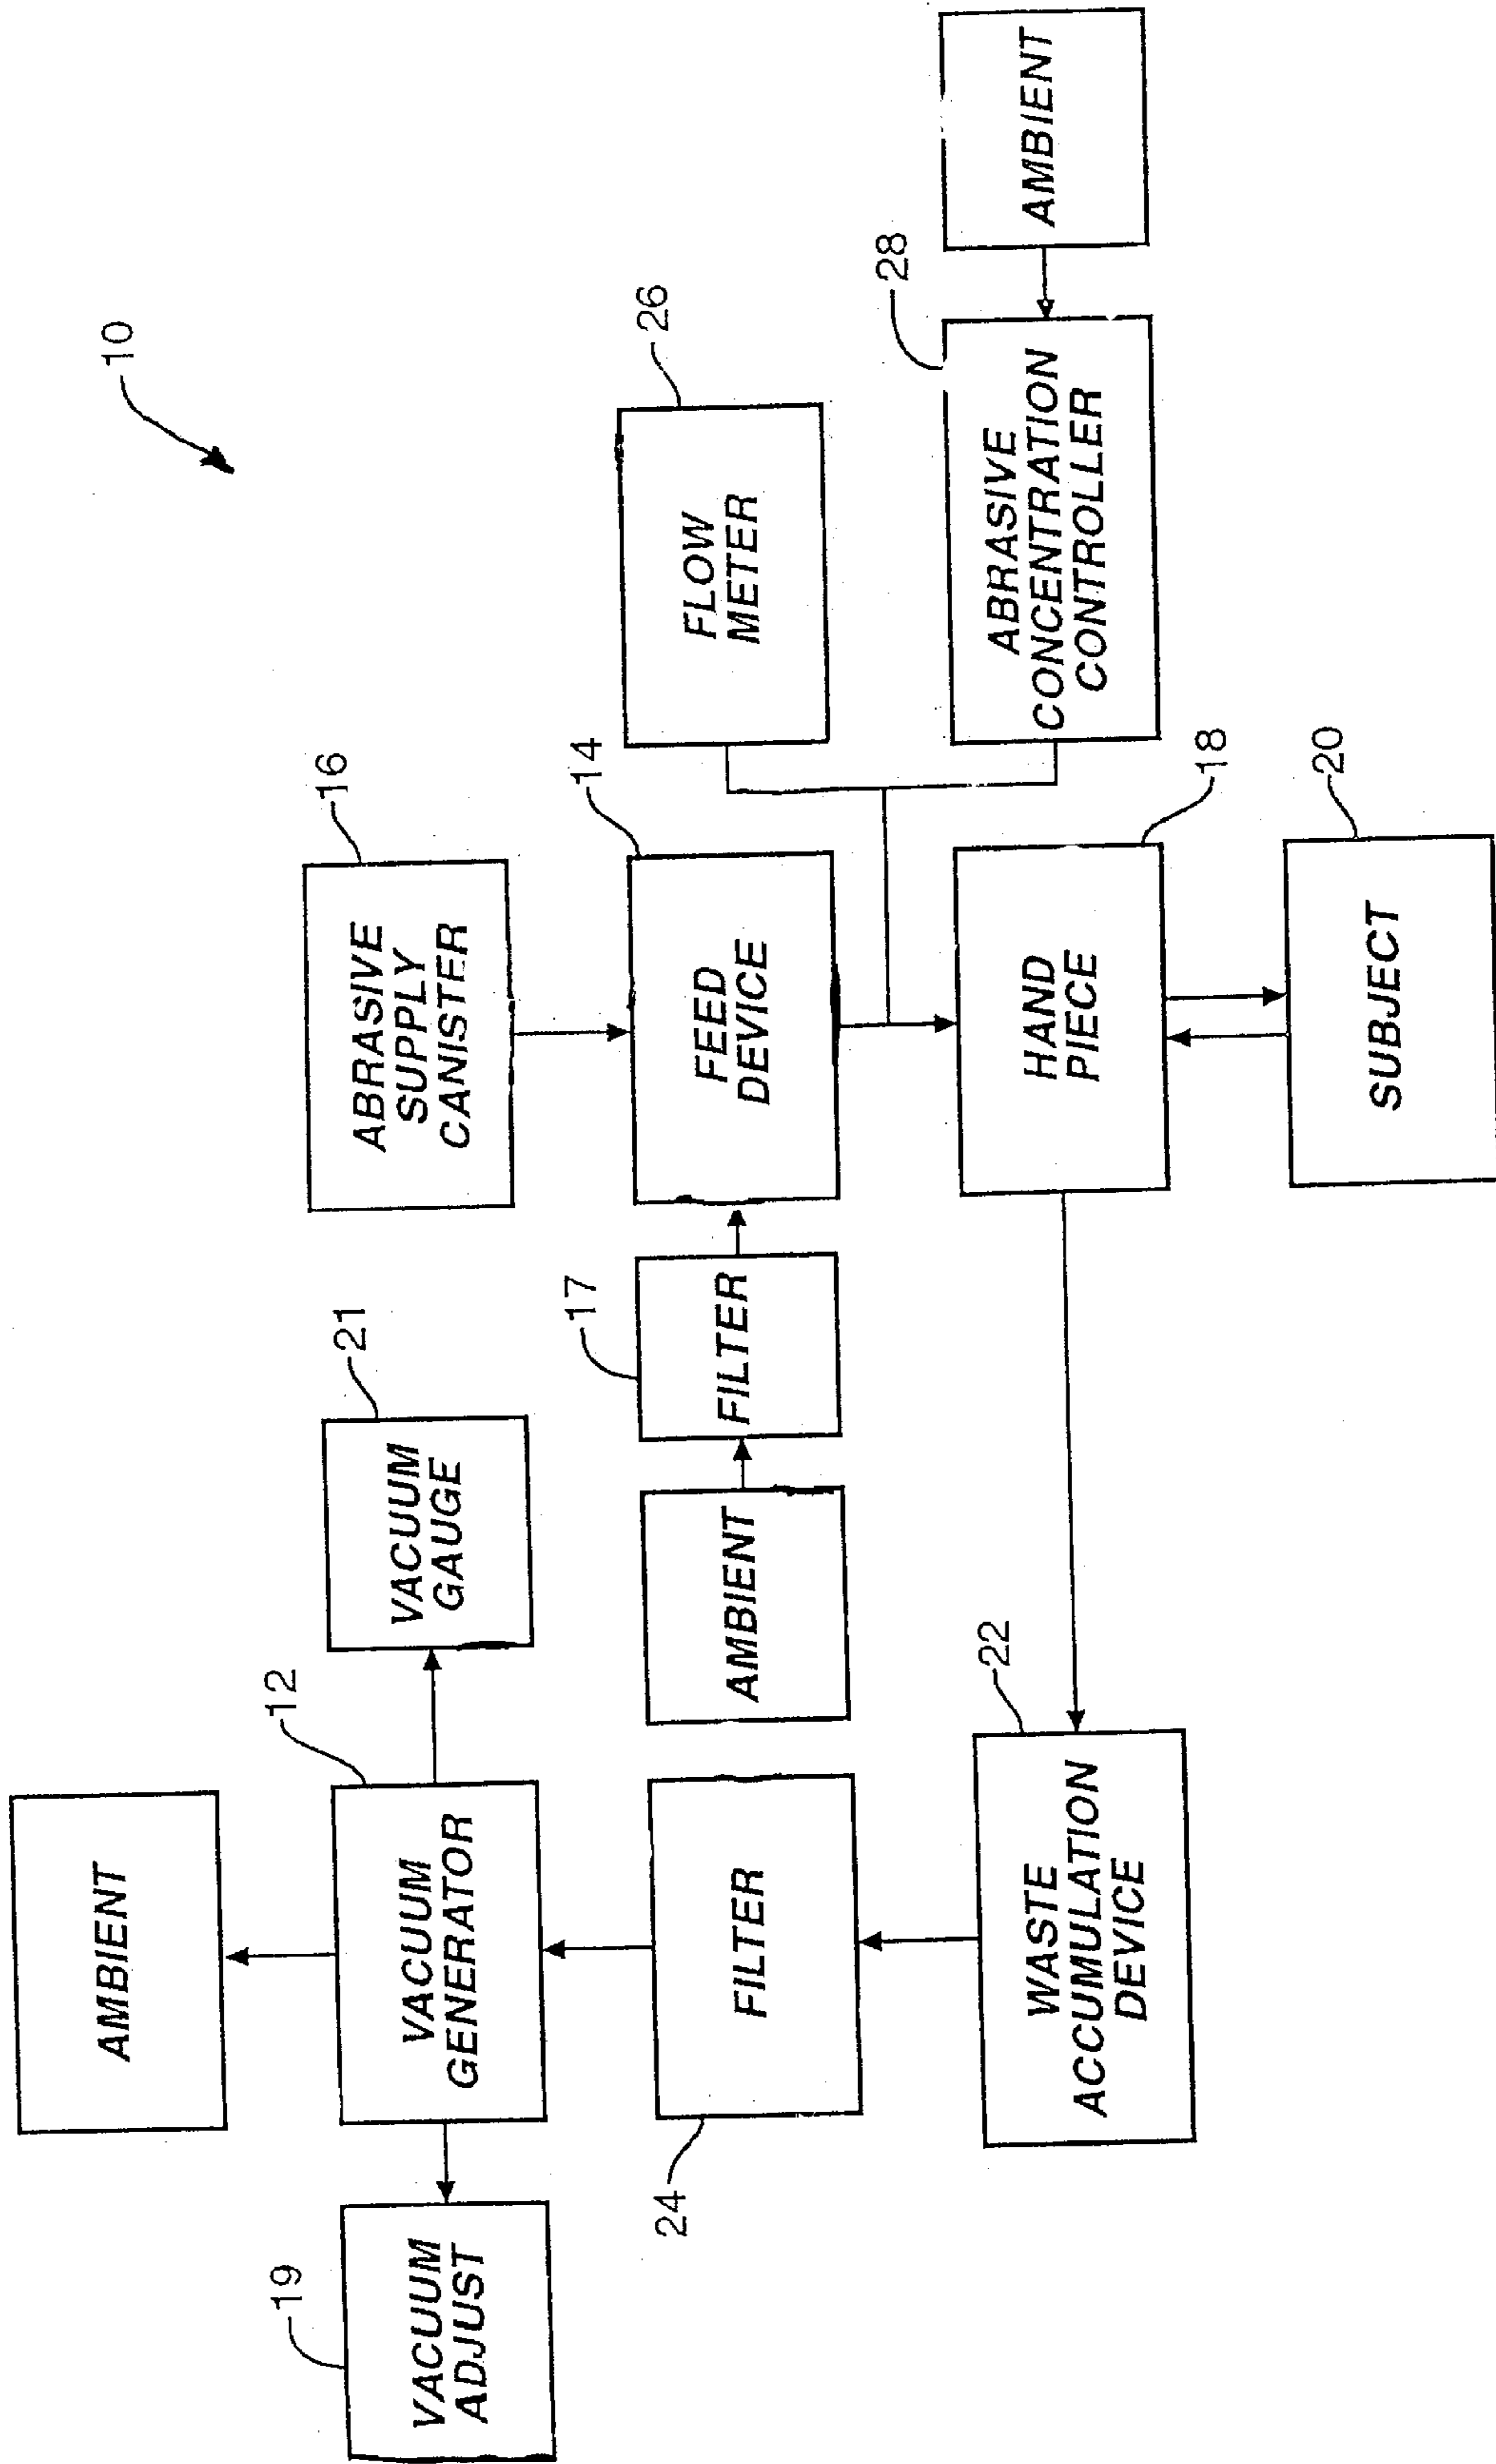 AMBIENT
10
19
VACUUM
ADJUST
12
VACUUM
GENERATOR
21
VACUUM
GAUGE
16
ABRASIVE
SUPPLY
CANISTER
24
FILTER
AMBIENT
17
FILTER
14
FEED
DEVICE
26
FLOW
METER
22
WASTE
ACCUMULATION
DEVICE
HAND
PIECE
18
28
ABRASIVE
CONCENTRATION
CONTROLLER
AMBIENT
20
SUBJECT